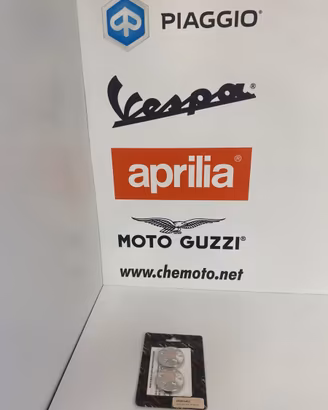 PIAGGIO®
Vespa®
aprilia®
MOTO GUZZI®
www.chemoto.net